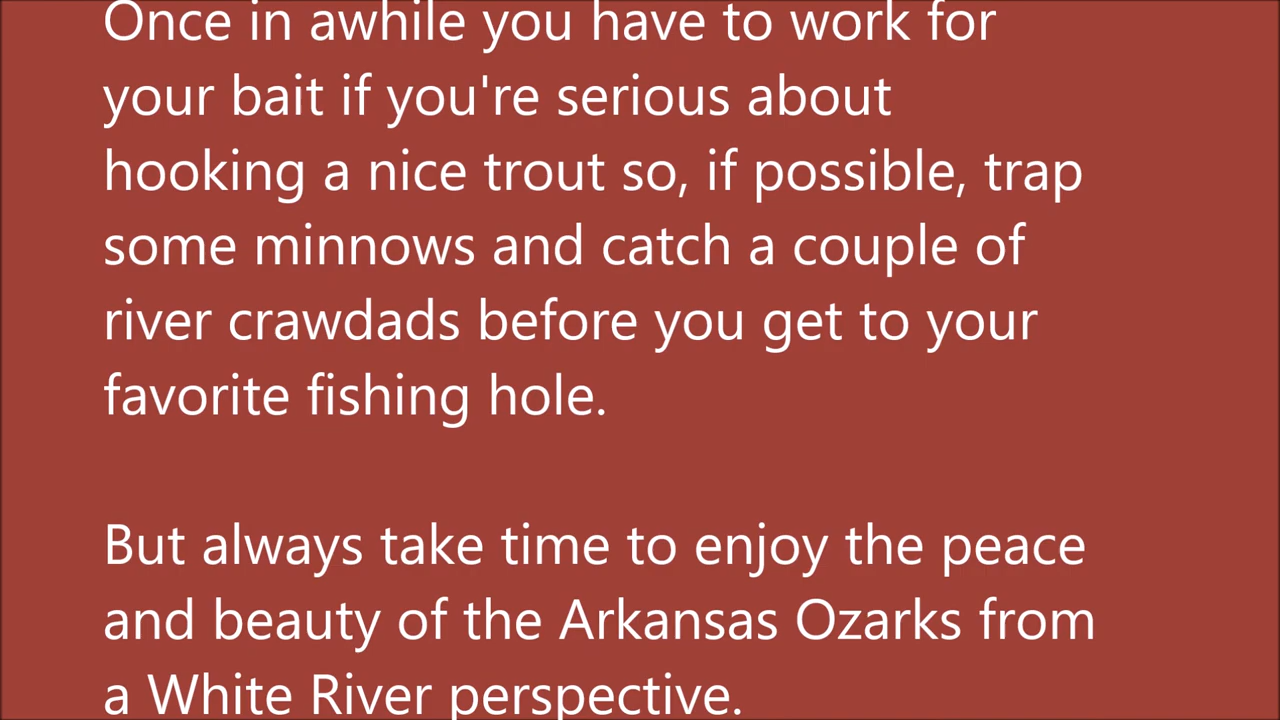 Once in awhile you have to work for
your bait if you're serious about
hooking a nice trout so, if possible, trap
some minnows and catch a couple of
river crawdads before you get to your
favorite fishing hole.
But always take time to enjoy the peace
and beauty of the Arkansas Ozarks from
a White River perspective.